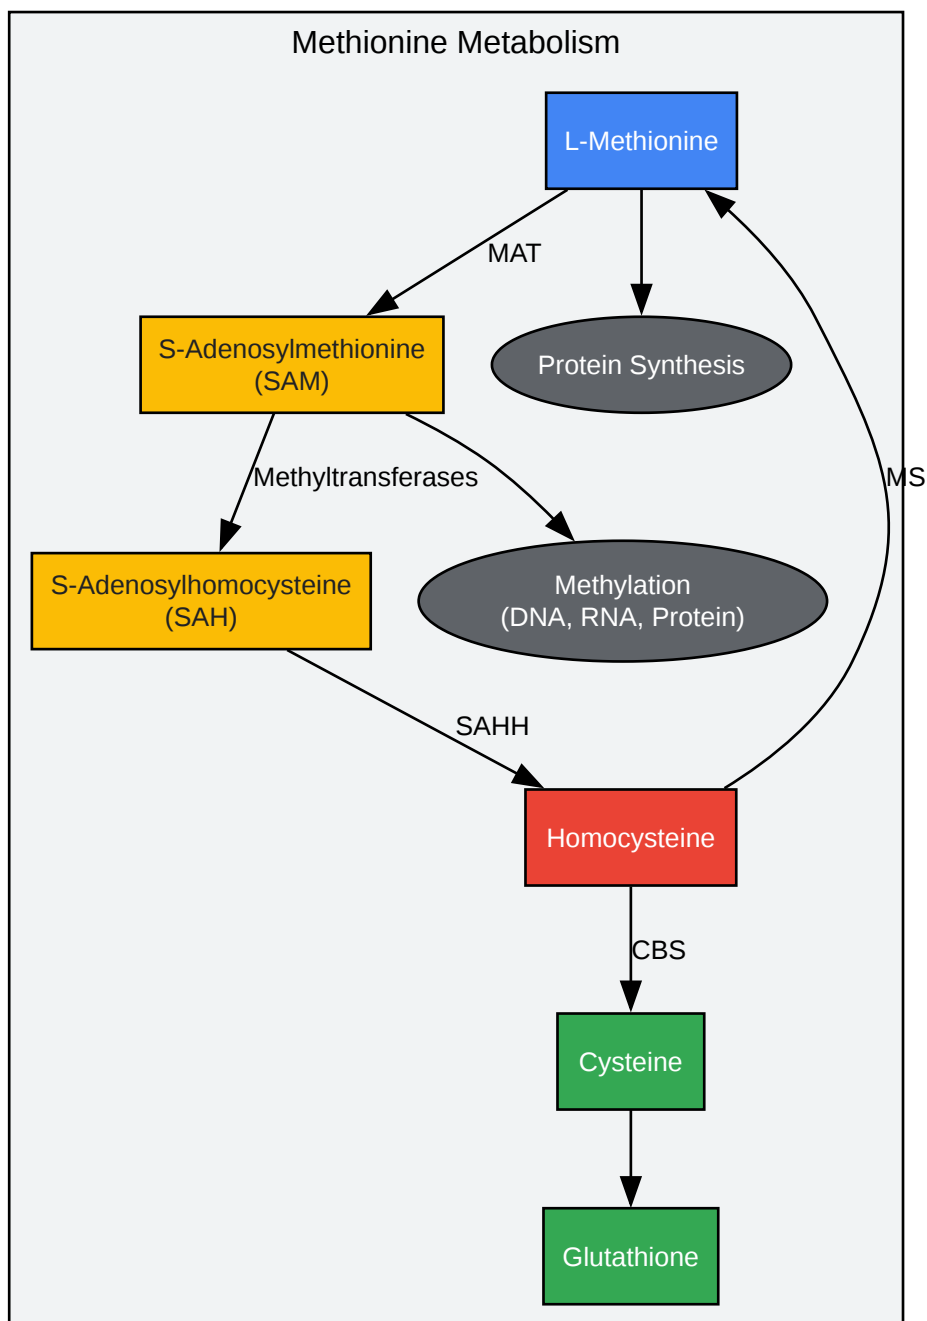 Methionine Metabolism
L-Methionine
MAT
S-Adenosylmethionine
(SAM)
Protein Synthesis
Methyltransferases
MS
S-Adenosylhomocysteine
(SAH)
Methylation
(DNA, RNA, Protein)
SAHH
Homocysteine
CBS
Cysteine
Glutathione